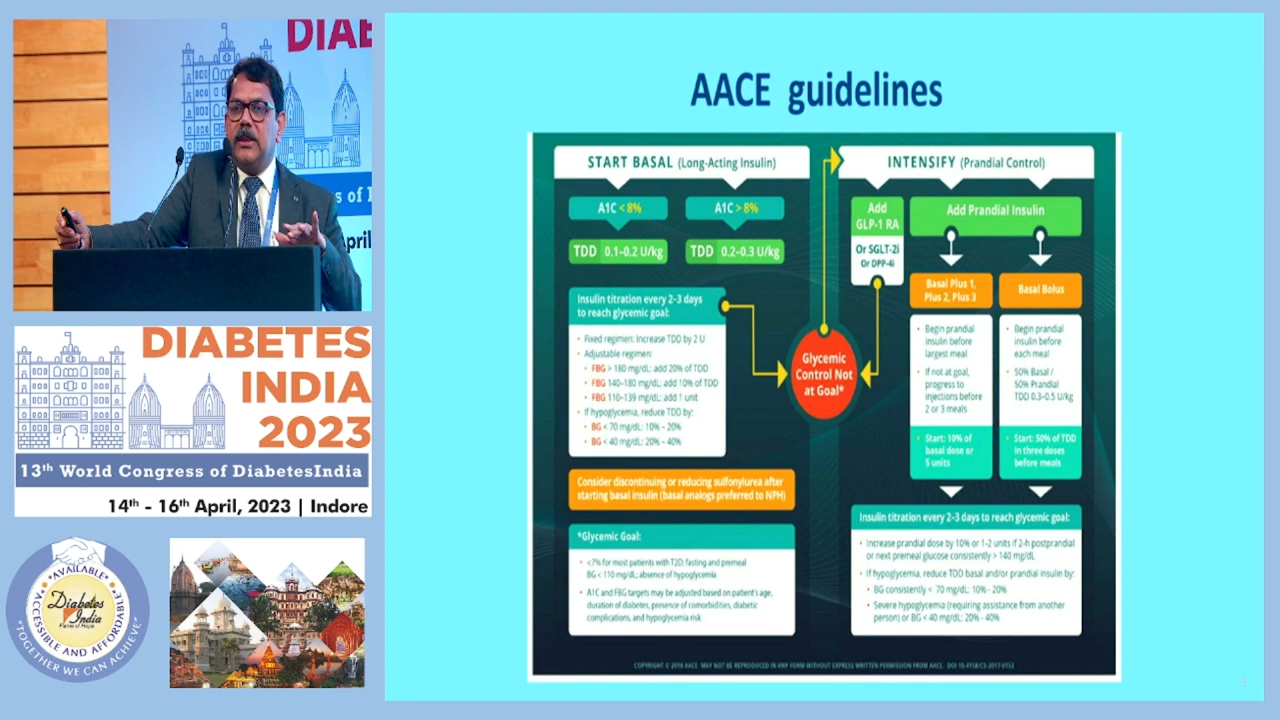 DIAB
s of I
April
DIABETES
INDIA
2023
13th World Congress of DiabetesIndia
14th - 16th April, 2023 | Indore
"AVAILABLE"
"ACCESSIBLE AND AFFORDABLE"
"TOGETHER WE CAN ACHIEVE"
Diabetes
India
AACE guidelines
START BASAL (Long-Acting Insulin)
A1C < 8%
A1C > 8%
TDD 0.1–0.2 U/kg
TDD 0.2–0.3 U/kg
Insulin titration every 2–3 days
to reach glycemic goal:
• Fixed regimen: Increase TDD by 2 U
• Adjustable regimen:
• FBG > 180 mg/dL: add 20% of TDD
• FBG 140–180 mg/dL: add 10% of TDD
• FBG 110–139 mg/dL: add 1 unit
• If hypoglycemia, reduce TDD by:
• BG < 70 mg/dL: 10% – 20%
• BG < 40 mg/dL: 20% – 40%
Consider discontinuing or reducing sulfonylurea after
starting basal insulin (basal analogs preferred to NPH)
*Glycemic Goal:
• <7% for most patients with T2D; fasting and premeal
BG < 110 mg/dL; absence of hypoglycemia
• A1C and FBG targets may be adjusted based on patient's age,
duration of diabetes, presence of comorbidities, diabetic
complications, and hypoglycemia risk
Glycemic
Control Not
at Goal*
INTENSIFY (Prandial Control)
Add
GLP-1 RA
Or SGLT-2i
Or DPP-4i
Add Prandial Insulin
Basal Plus 1,
Plus 2, Plus 3
• Begin prandial
insulin before
largest meal
• If not at goal,
progress to
injections before
2 or 3 meals
• Start: 10% of
basal dose or
5 units
Basal Bolus
• Begin prandial
insulin before
each meal
• 50% Basal /
50% Prandial
TDD 0.3–0.5 U/kg
• Start: 50% of TDD
in three doses
before meals
Insulin titration every 2–3 days to reach glycemic goal:
• Increase prandial dose by 10% or 1-2 units if 2-h postprandial
or next premeal glucose consistently > 140 mg/dL
• If hypoglycemia, reduce TDD basal and/or prandial insulin by:
• BG consistently < 70 mg/dL: 10% - 20%
• Severe hypoglycemia (requiring assistance from another
person) or BG < 40 mg/dL: 20% - 40%
COPYRIGHT © 2018 AACE MAY NOT BE REPRODUCED IN ANY FORM WITHOUT EXPRESS WRITTEN PERMISSION FROM AACE. DOI 10.4158/CS-2017-0153
9